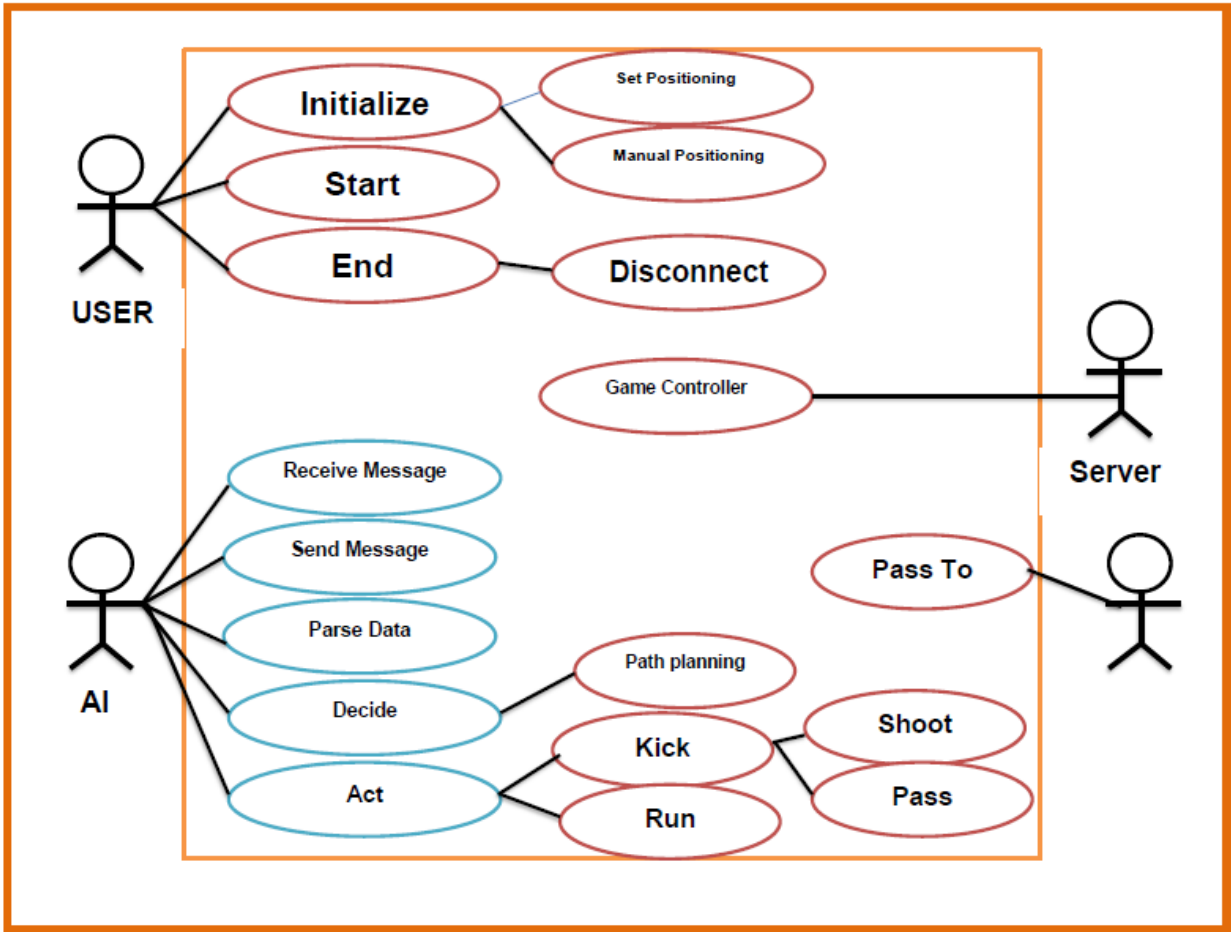 Set Positioning
Initialize
Manual Positioning
Start
End
Disconnect
USER
Game Controller
Receive Message
Server
Send Message
Pass To
Parse Data
Path planning
AI
Decide
Shoot
Kick
Act
Pass
Run